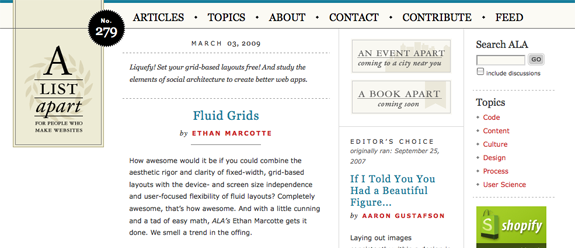 No.
279
ARTICLES • TOPICS • ABOUT • CONTACT • CONTRIBUTE • FEED
A
LIST
apart
FOR PEOPLE WHO
MAKE WEBSITES
MARCH 03, 2009
Liquefy! Set your grid-based layouts free! And study the
elements of social architecture to create better web apps.
Fluid Grids
by ETHAN MARCOTTE
How awesome would it be if you could combine the
aesthetic rigor and clarity of fixed-width, grid-based
layouts with the device- and screen size independence
and user-focused flexibility of fluid layouts? Completely
awesome, that's how awesome. And with a little cunning
and a tad of easy math, ALA's Ethan Marcotte gets it
done. We smell a trend in the offing.
AN EVENT APART
coming to a city near you
A BOOK APART
coming soon
EDITOR'S CHOICE
originally ran: September 25,
2007
If I Told You You
Had a Beautiful
Figure...
by AARON GUSTAFSON
Laying out images
Search ALA
GO
include discussions
Topics
• Code
• Content
• Culture
• Design
• Process
• User Science
shopify